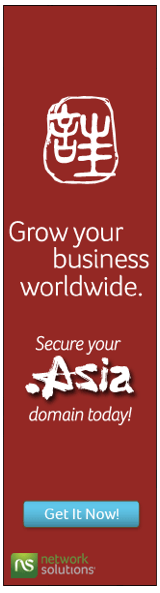 Grow your
business
worldwide.
Secure your
.Asia
domain today!
Get It Now!
ns network
solutions